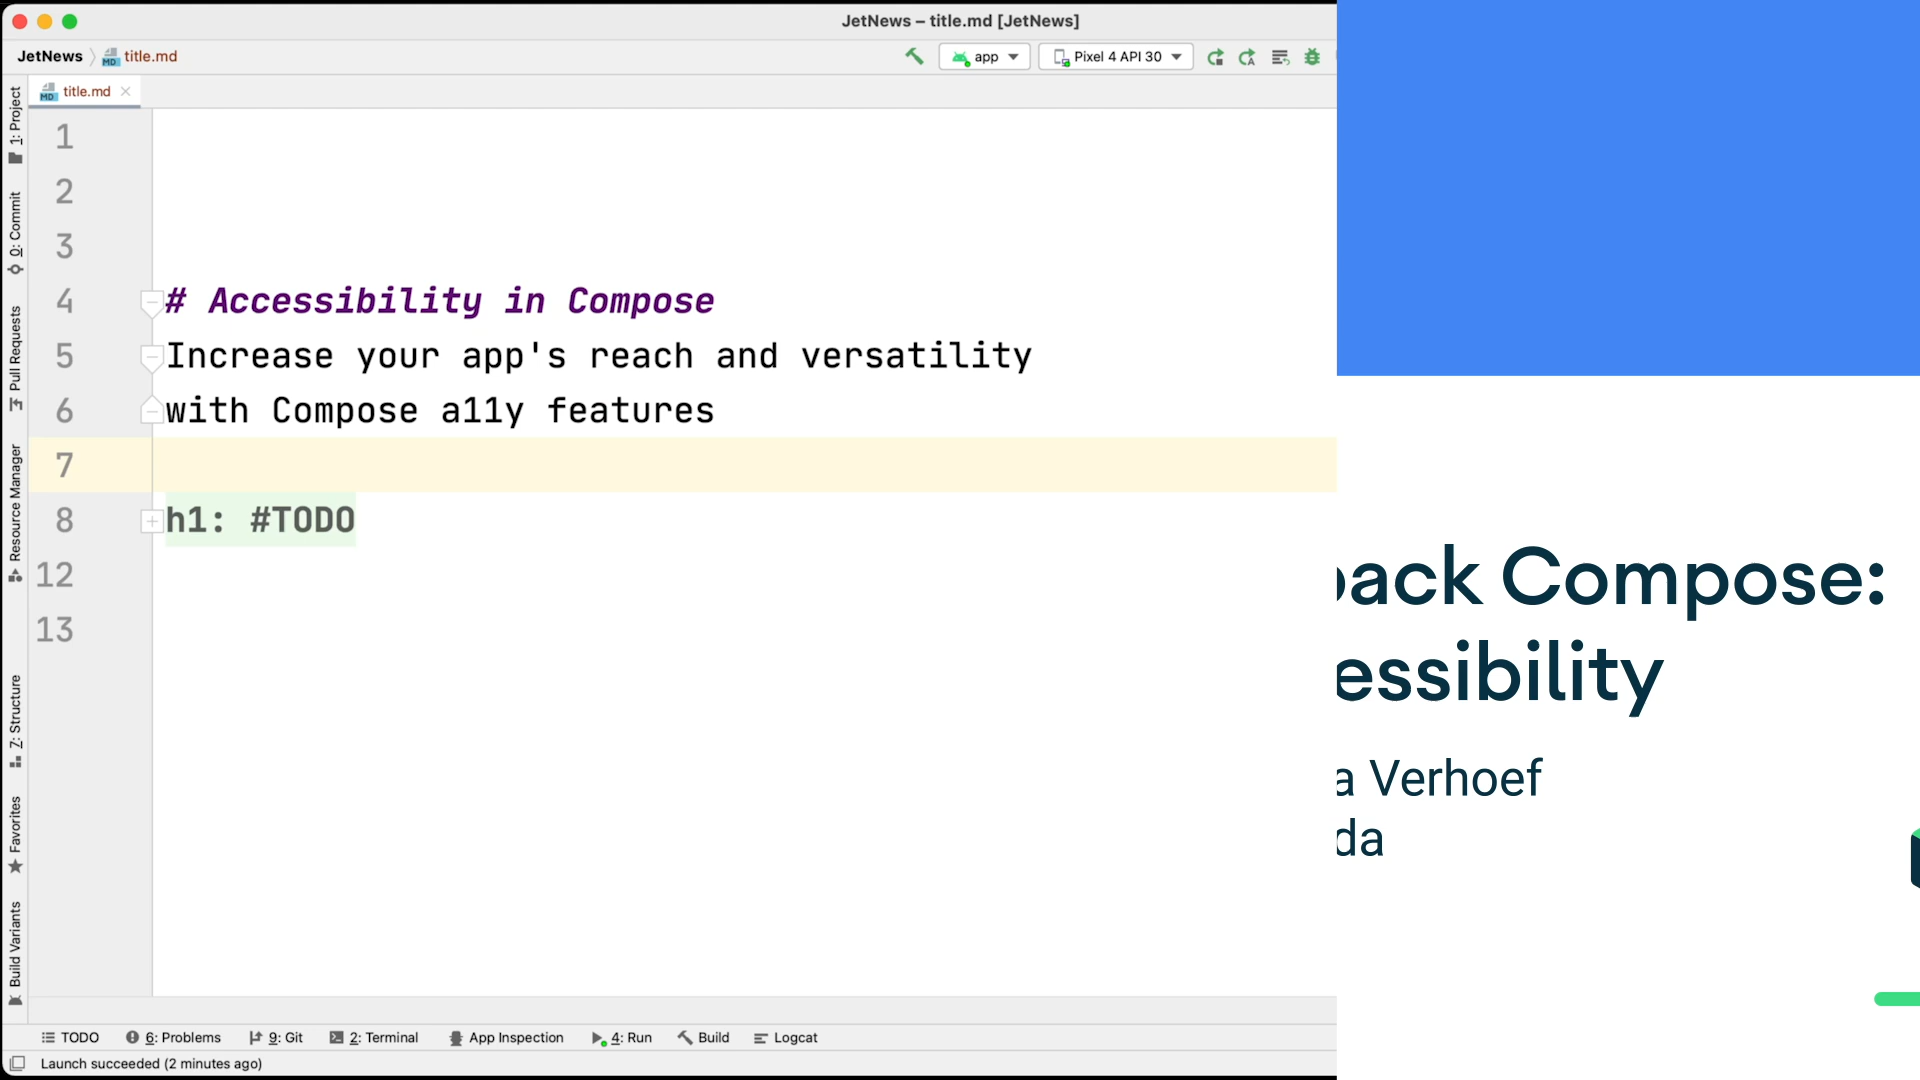 JetNews – title.md [JetNews]
JetNews title.md
app
Pixel 4 API 30
title.md
1: Project
0: Commit
Pull Requests
Resource Manager
Z: Structure
Favorites
Build Variants
1
2
3
4 # Accessibility in Compose
5 Increase your app's reach and versatility
6 with Compose a11y features
7
8 h1: #TODO
12
13
back Compose:
essibility
a Verhoef
da
TODO 6: Problems 9: Git 2: Terminal App Inspection 4: Run Build Logcat
Launch succeeded (2 minutes ago)